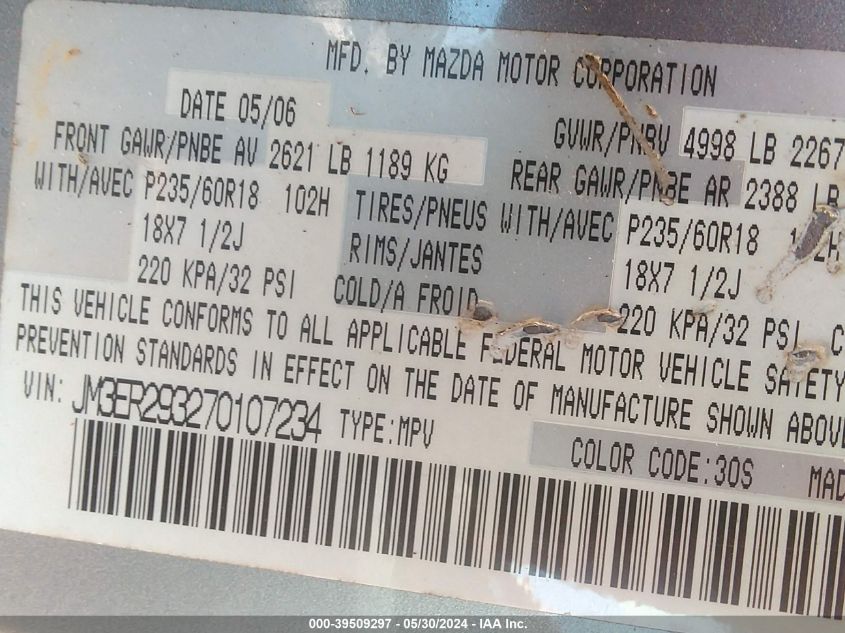 MFD. BY MAZDA MOTOR CORPORATION
DATE 05/06 GVWR/PNBV 4998 LB 2267
FRONT GAWR/PNBE AV 2621 LB 1189 KG REAR GAWR/PNBE AR 2388 LB
WITH/AVEC P235/60R18 102H TIRES/PNEUS WITH/AVEC P235/60R18 102H
18X7 1/2J RIMS/JANTES 18X7 1/2J
220 KPA/32 PSI COLD/A FROID 220 KPA/32 PSI
THIS VEHICLE CONFORMS TO ALL APPLICABLE FEDERAL MOTOR VEHICLE SAFETY
PREVENTION STANDARDS IN EFFECT ON THE DATE OF MANUFACTURE SHOWN
VIN: JM3ER293270107234 TYPE:MPV
COLOR CODE:30S
000-39509297 - 05/30/2024 - IAA Inc.